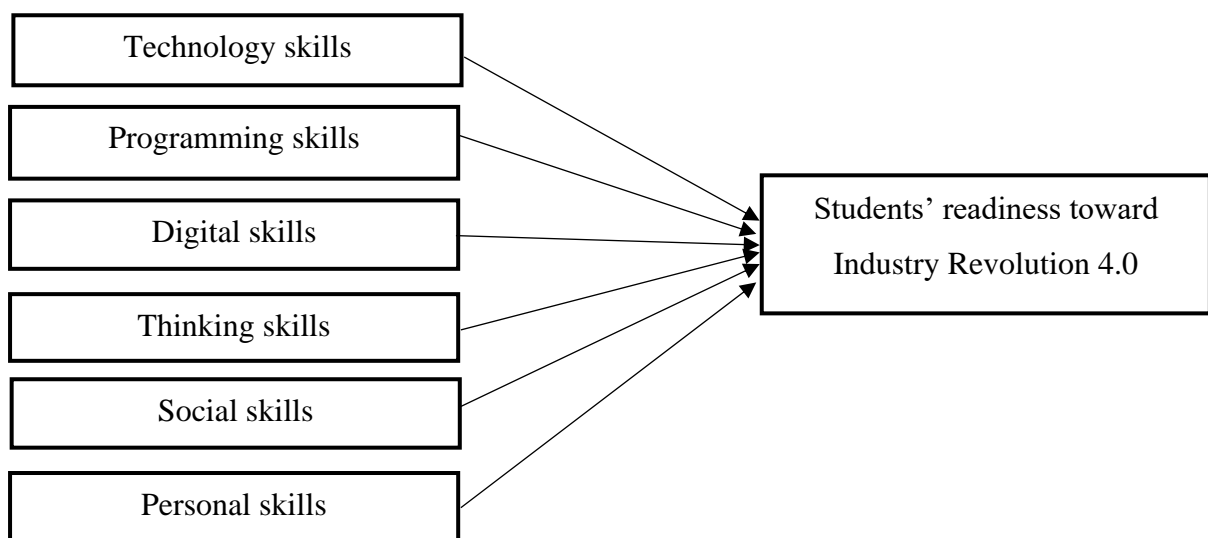 Technology skills
Programming skills
Digital skills
Thinking skills
Social skills
Personal skills
Students’ readiness toward
Industry Revolution 4.0